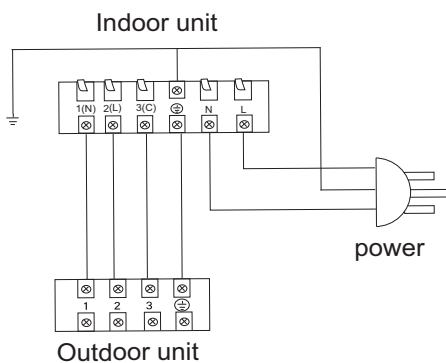 Indoor unit
1(N) 2(L) 3(C) N L
power
1 2 3
Outdoor unit